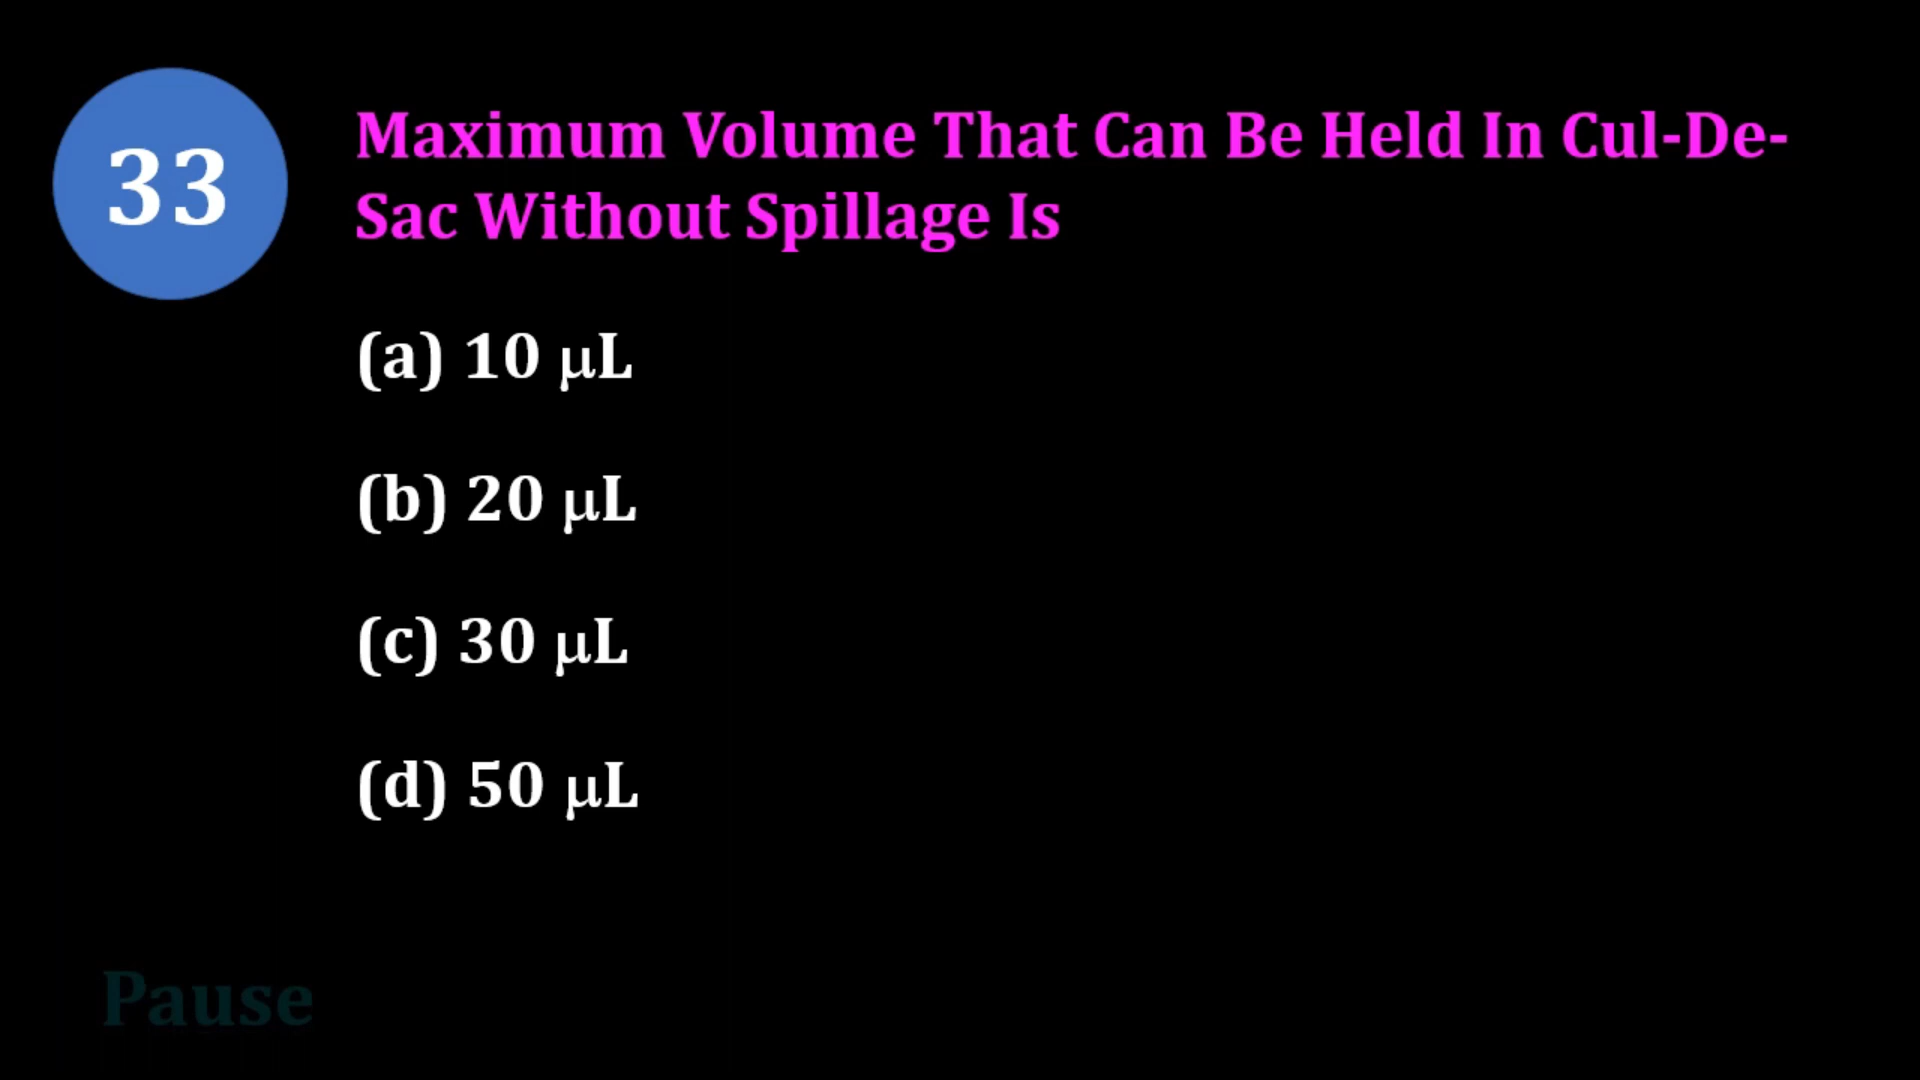 33
Maximum Volume That Can Be Held In Cul-De-
Sac Without Spillage Is
(a) 10 μL
(b) 20 μL
(c) 30 μL
(d) 50 μL
Pause